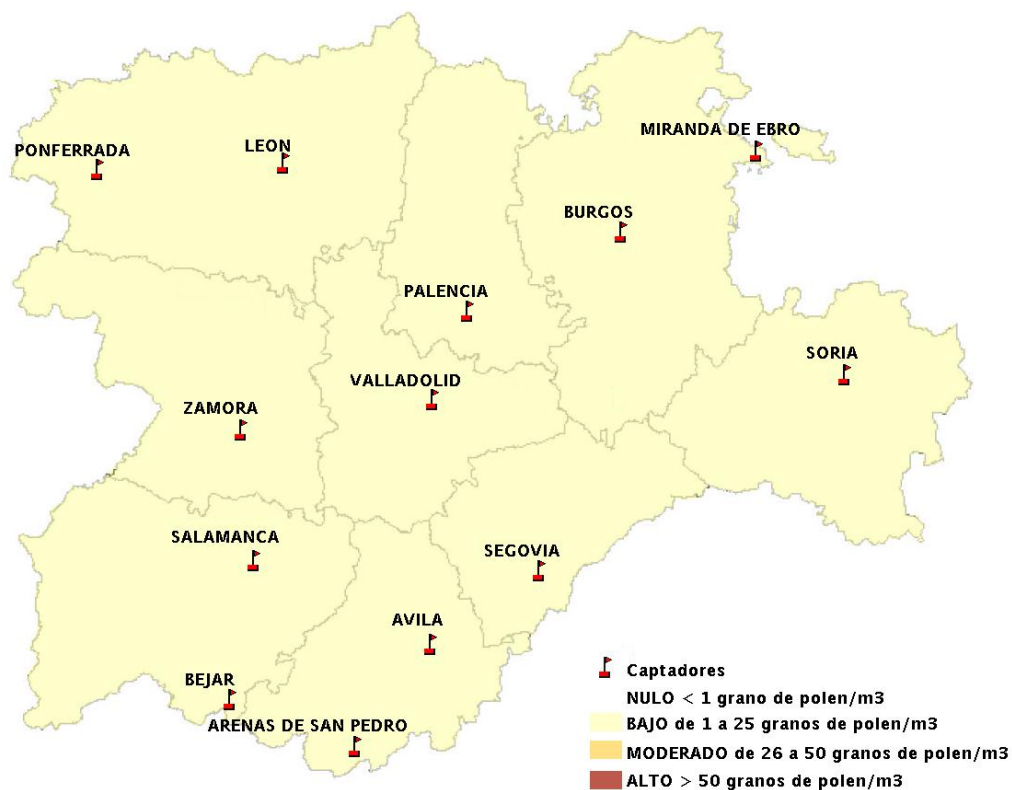 MIRANDA DE EBRO
PONFERRADA
LEON
BURGOS
PALENCIA
SORIA
VALLADOLID
ZAMORA
SALAMANCA
SEGOVIA
AVILA
BEJAR
ARENAS DE SAN PEDRO
Captadores
NULO < 1 grano de polen/m3
BAJO de 1 a 25 granos de polen/m3
MODERADO de 26 a 50 granos de polen/m3
ALTO > 50 granos de polen/m3